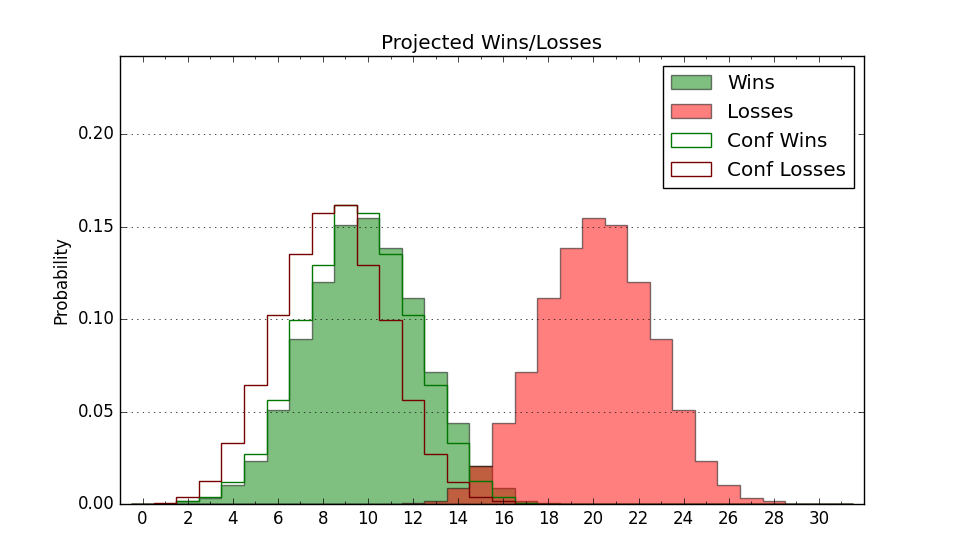 Projected Wins/Losses
Wins
Losses
Conf Wins
Conf Losses
Probability
0.20
0.15
0.10
0.05
0.00
0 2 4 6 8 10 12 14 16 18 20 22 24 26 28 30